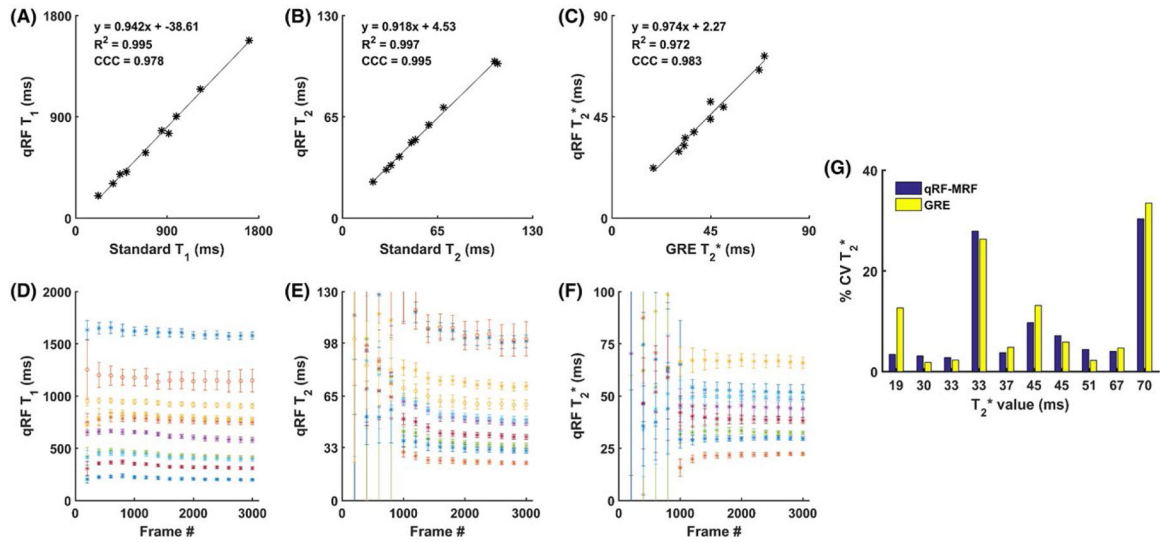 (A)
y = 0.942x + -38.61
R² = 0.995
CCC = 0.978
qRF T₁ (ms)
1800
900
0
0 900 1800
Standard T₁ (ms)
(B)
y = 0.918x + 4.53
R² = 0.997
CCC = 0.995
qRF T₂ (ms)
130
65
0
0 65 130
Standard T₂ (ms)
(C)
y = 0.974x + 2.27
R² = 0.972
CCC = 0.983
qRF T₂* (ms)
90
45
0
0 45 90
GRE T₂* (ms)
(D)
qRF T₁ (ms)
2000
1500
1000
500
0
0 1000 2000 3000
Frame #
(E)
qRF T₂ (ms)
130
98
65
33
0
0 1000 2000 3000
Frame #
(F)
qRF T₂* (ms)
100
75
50
25
0
0 1000 2000 3000
Frame #
(G)
qRF-MRF
GRE
% CV T₂*
40
20
0
19 30 33 33 37 45 45 51 67 70
T₂* value (ms)